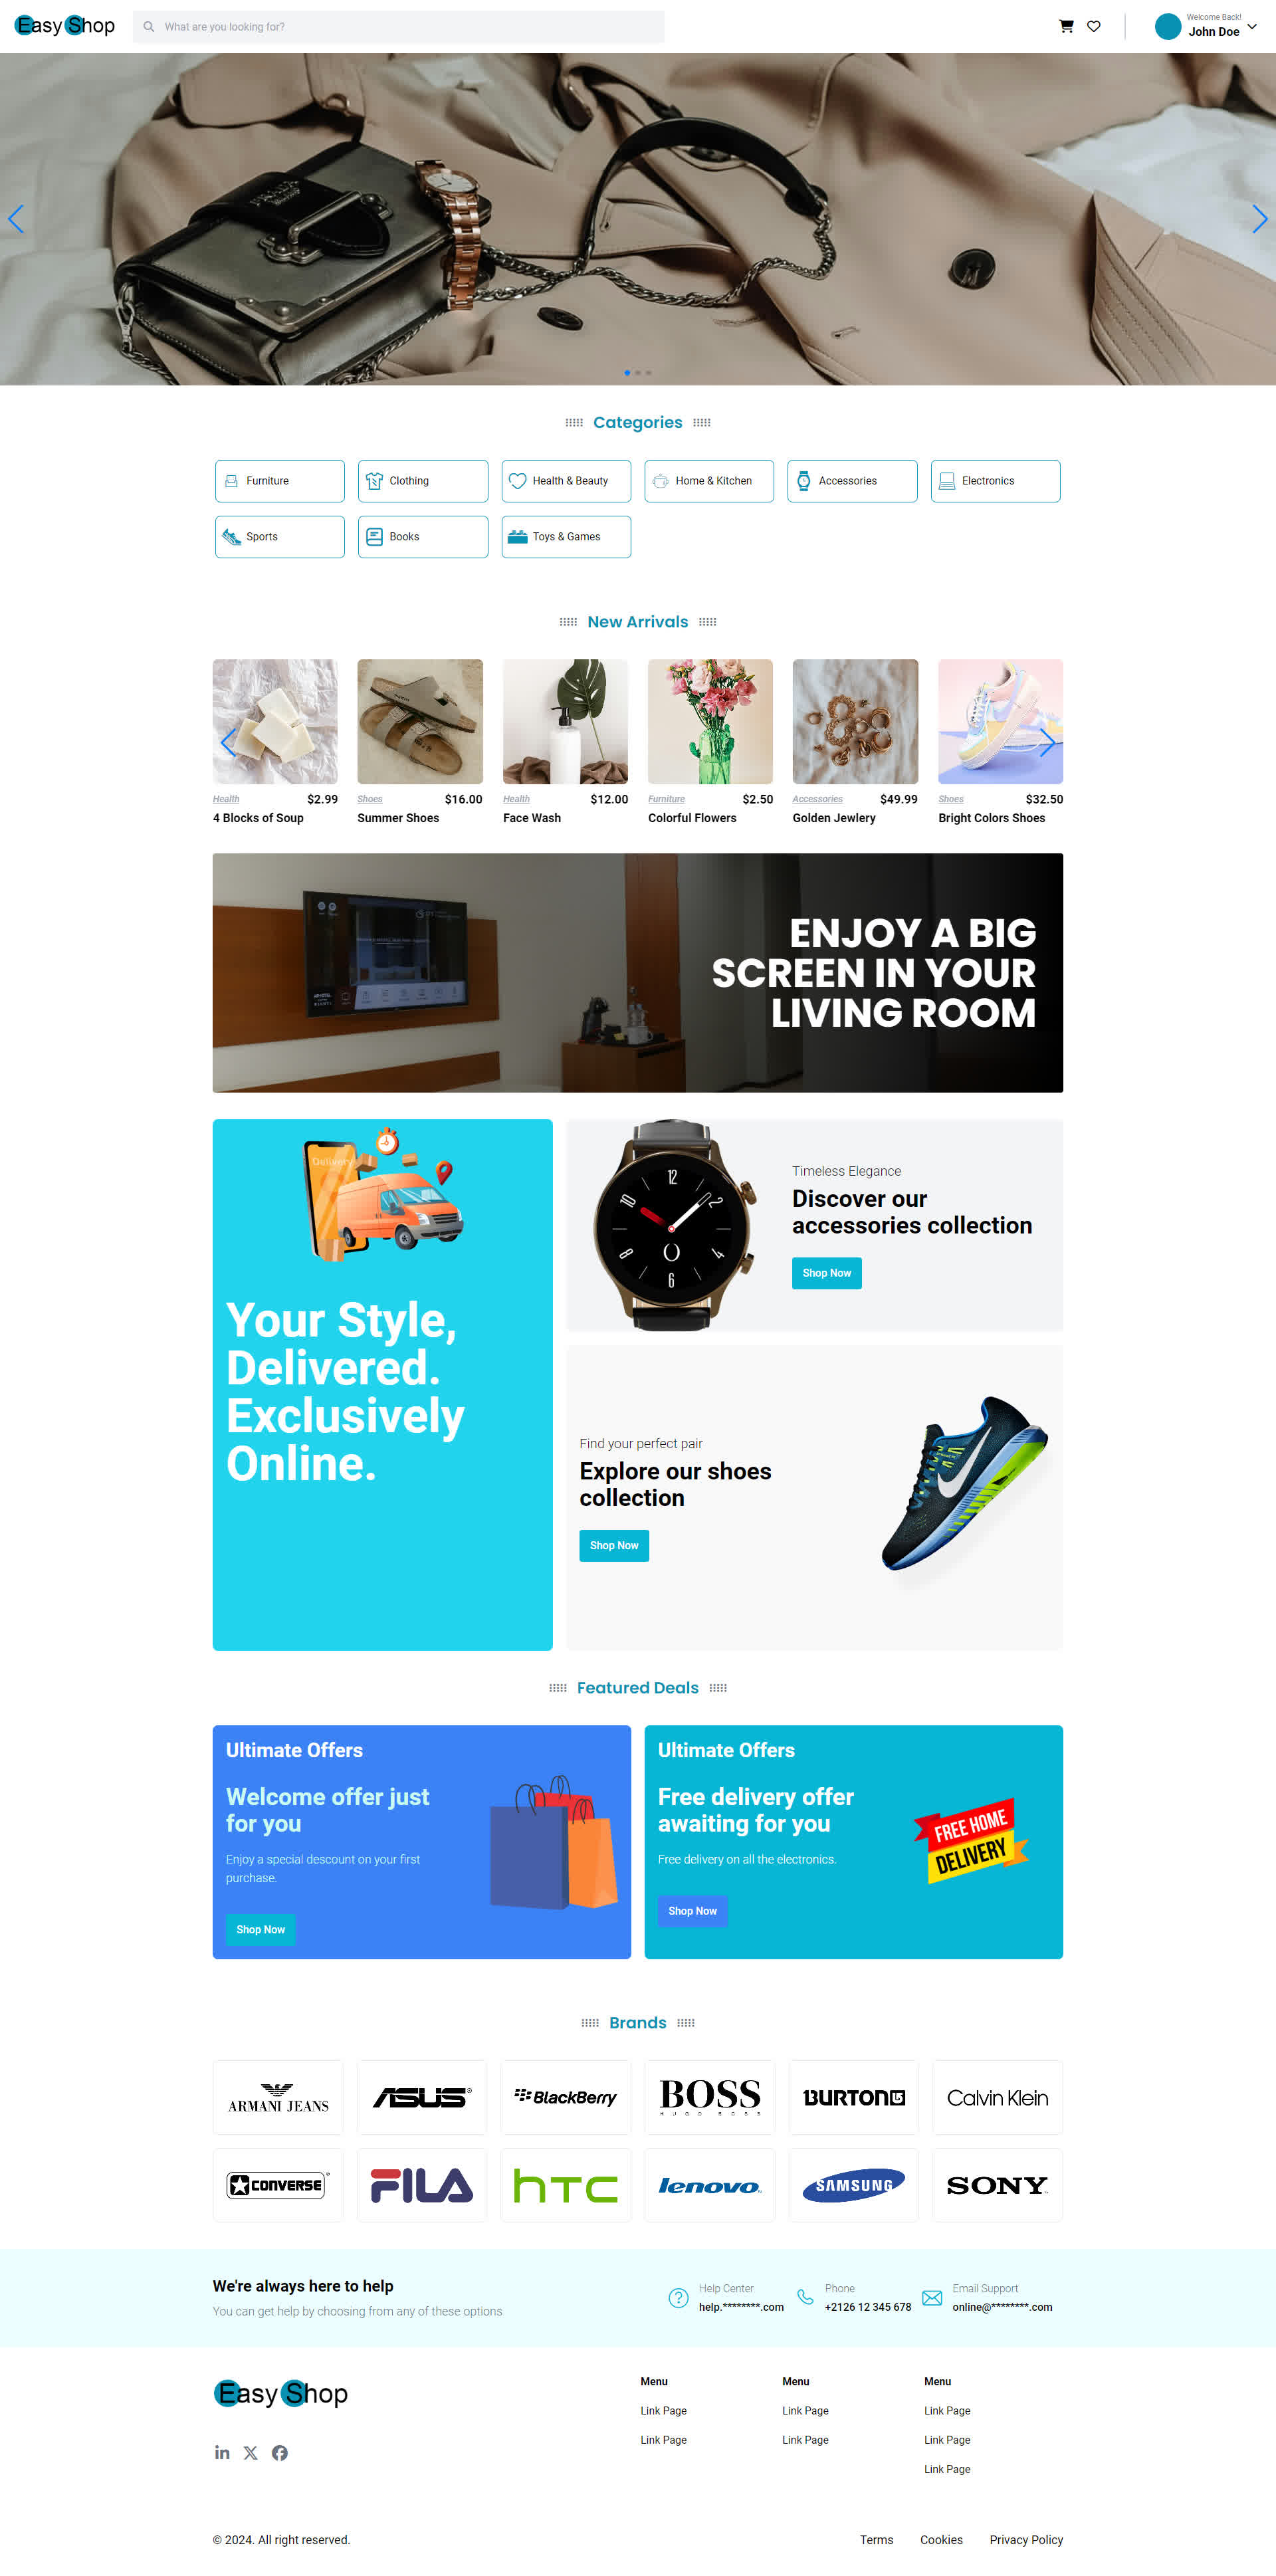 Easy Shop
What are you looking for?
Welcome Back!
John Doe
Categories
Furniture
Clothing
Health & Beauty
Home & Kitchen
Accessories
Electronics
Sports
Books
Toys & Games
New Arrivals
Health $2.99
4 Blocks of Soup
Shoes $16.00
Summer Shoes
Health $12.00
Face Wash
Furniture $2.50
Colorful Flowers
Accessories $49.99
Golden Jewlery
Shoes $32.50
Bright Colors Shoes
ENJOY A BIG
SCREEN IN YOUR
LIVING ROOM
Delivery
Your Style,
Delivered.
Exclusively
Online.
12
2
4
6
8
10
Timeless Elegance
Discover our
accessories collection
Shop Now
Find your perfect pair
Explore our shoes
collection
Shop Now
Featured Deals
Ultimate Offers
Welcome offer just
for you
Enjoy a special descount on your first
purchase.
Shop Now
Ultimate Offers
Free delivery offer
awaiting for you
Free delivery on all the electronics.
Shop Now
FREE HOME
DELIVERY
Brands
ARMANI JEANS
ASUS
BlackBerry
BOSS
HUGO BOSS
BURTON
Calvin Klein
CONVERSE
FILA
hTC
lenovo
SAMSUNG
SONY
We're always here to help
You can get help by choosing from any of these options
Help Center
help.********.com
Phone
+2126 12 345 678
Email Support
online@********.com
Easy Shop
Menu
Link Page
Link Page
Menu
Link Page
Link Page
Menu
Link Page
Link Page
Link Page
© 2024. All right reserved.
Terms
Cookies
Privacy Policy